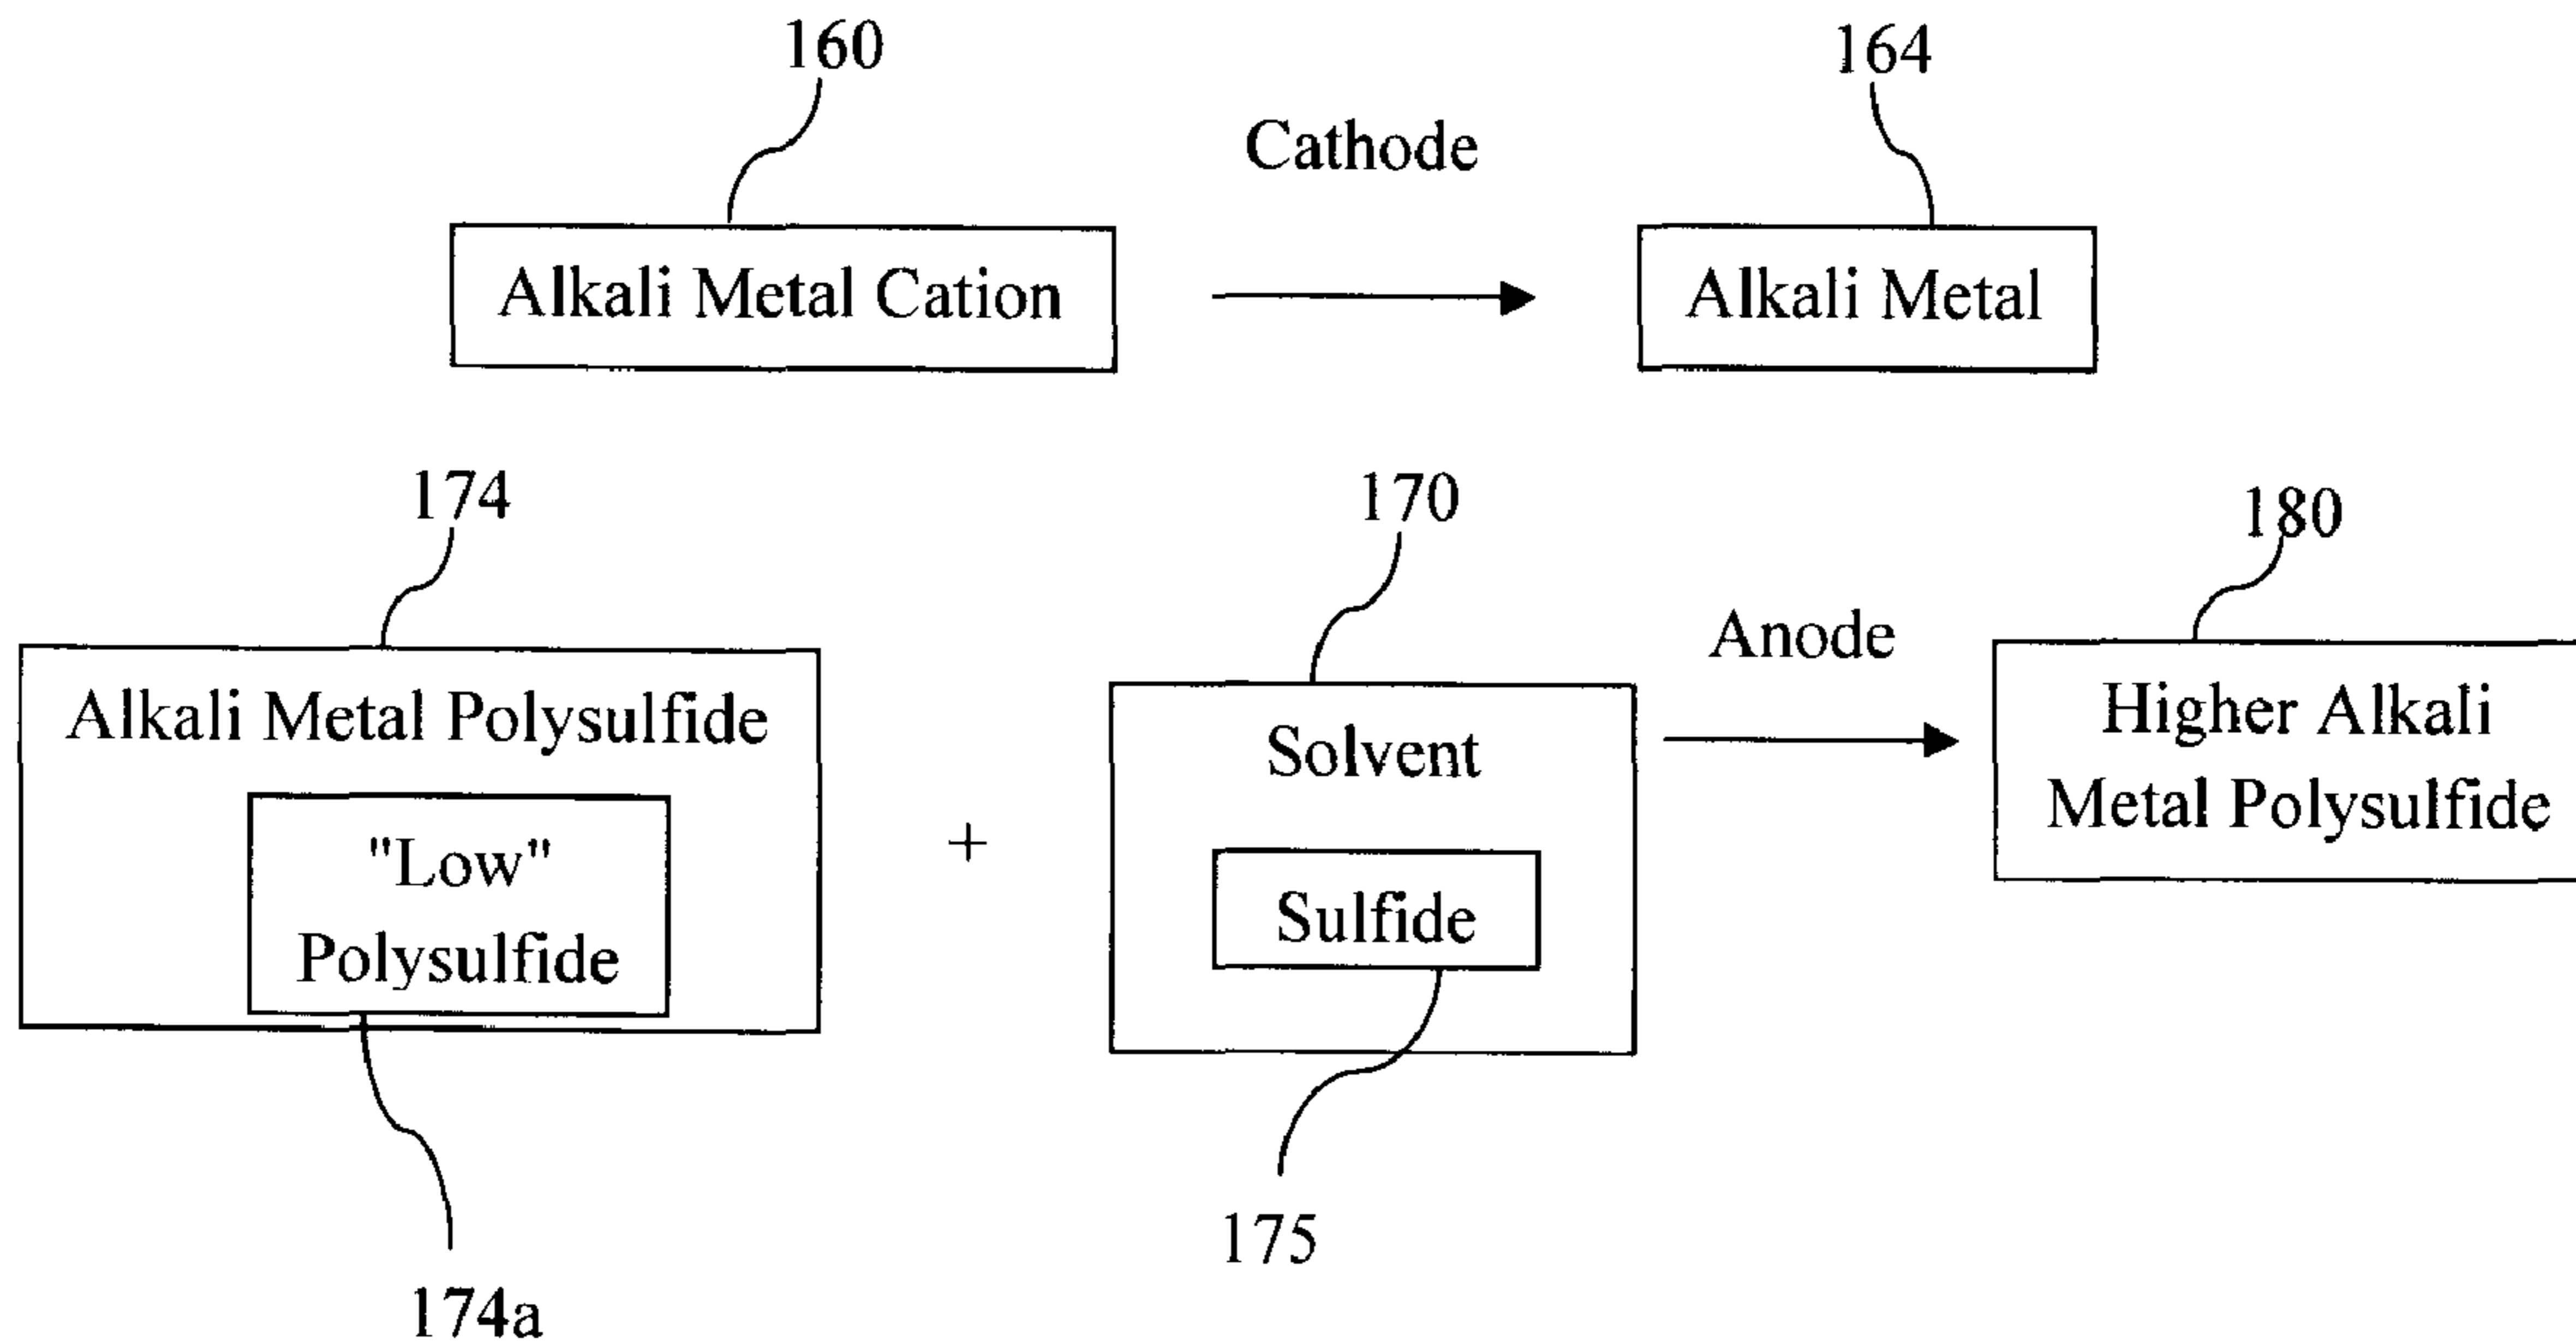 160
164
Cathode
Alkali Metal Cation
Alkali Metal
174
170
180
Anode
Alkali Metal Polysulfide
Solvent
Higher Alkali
Metal Polysulfide
"Low"
Polysulfide
+
Sulfide
175
174a